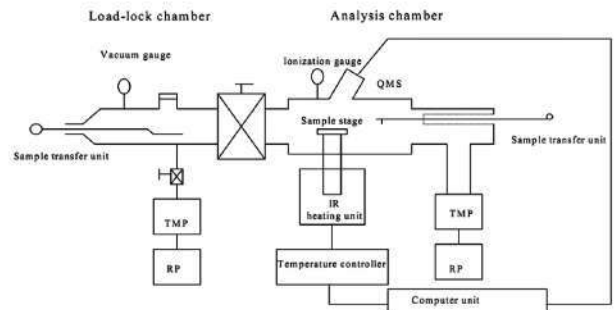 Load-lock chamber
Analysis chamber
Vacuum gauge
Ionization gauge
QMS
Sample stage
Sample transfer unit
Sample transfer unit
IR
heating unit
TMP
TMP
RP
Temperature controller
RP
Computer unit